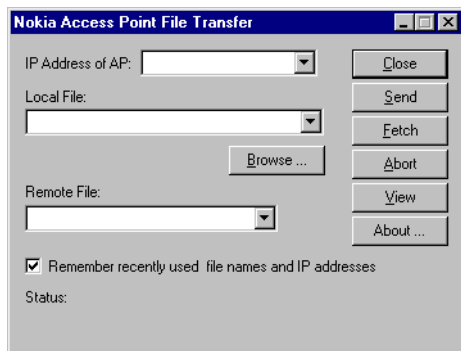 Nokia Access Point File Transfer
IP Address of AP:
Close
Local File:
Send
Fetch
Browse ...
Abort
Remote File:
View
About ...
Remember recently used file names and IP addresses
Status: